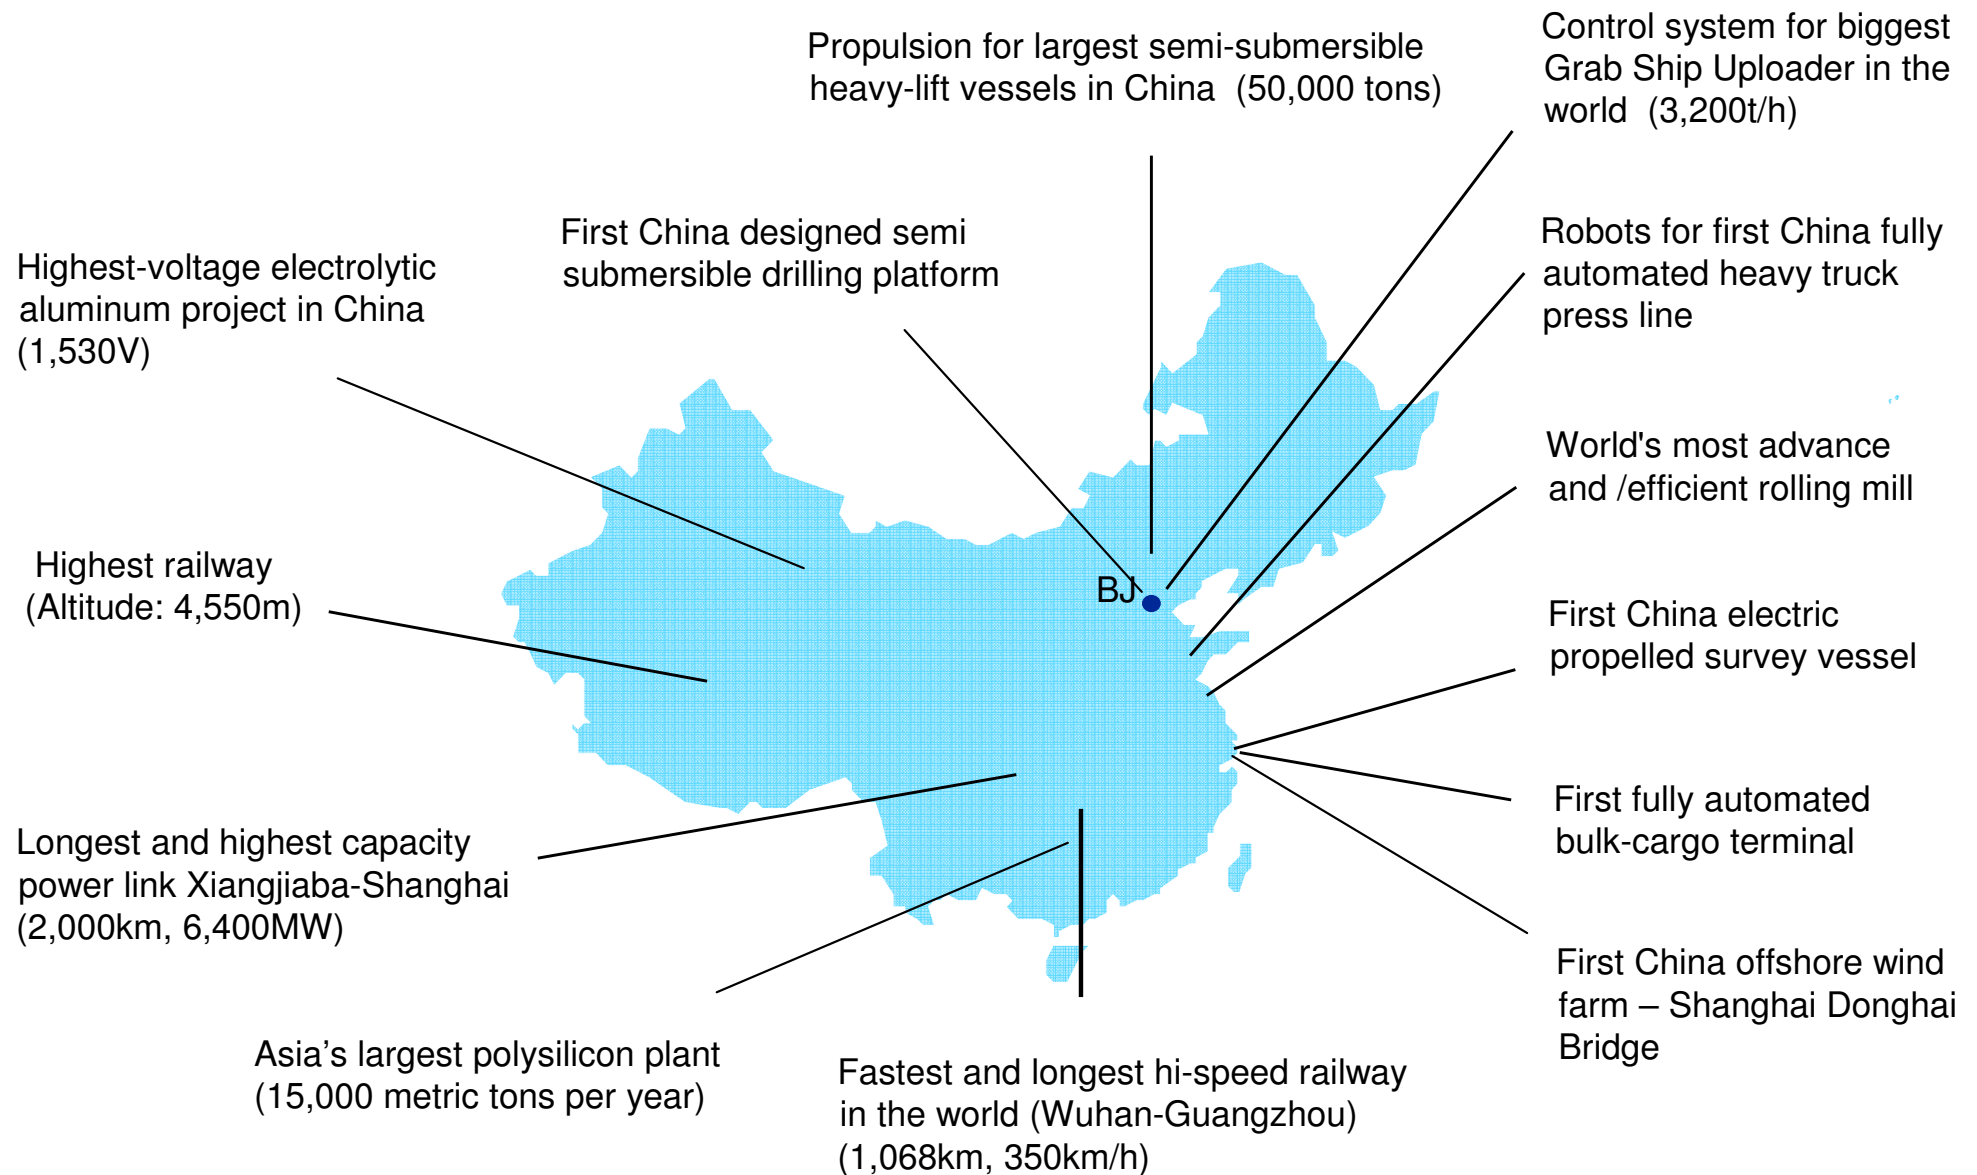 Propulsion for largest semi-submersible
heavy-lift vessels in China (50,000 tons)
Control system for biggest
Grab Ship Uploader in the
world (3,200t/h)
First China designed semi
submersible drilling platform
Robots for first China fully
automated heavy truck
press line
Highest-voltage electrolytic
aluminum project in China
(1,530V)
World's most advance
and /efficient rolling mill
Highest railway
(Altitude: 4,550m)
BJ
First China electric
propelled survey vessel
Longest and highest capacity
power link Xiangjiaba-Shanghai
(2,000km, 6,400MW)
First fully automated
bulk-cargo terminal
First China offshore wind
farm – Shanghai Donghai
Bridge
Asia’s largest polysilicon plant
(15,000 metric tons per year)
Fastest and longest hi-speed railway
in the world (Wuhan-Guangzhou)
(1,068km, 350km/h)